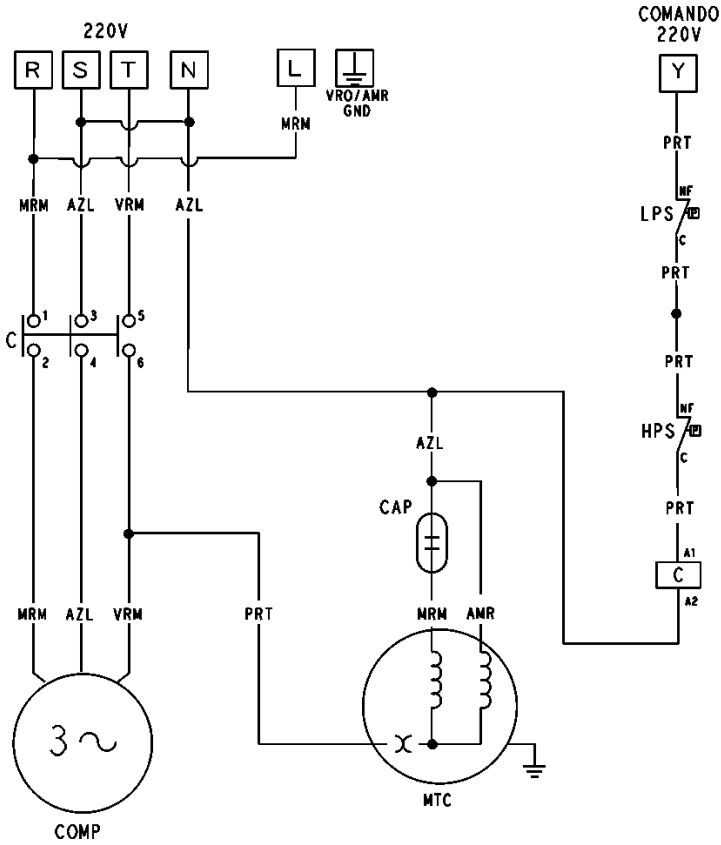 COMANDO
220V
220V
R S T N L Y
VRO/AMR
GND
MRM
PRT
MRM AZL VRM AZL
NF
LPS P
C
PRT
1 3 5
C
2 4 6
PRT
NF
HPS P
C
AZL
CAP
PRT
A1
C
A2
MRM AZL VRM PRT MRM AMR
3
MTC
COMP